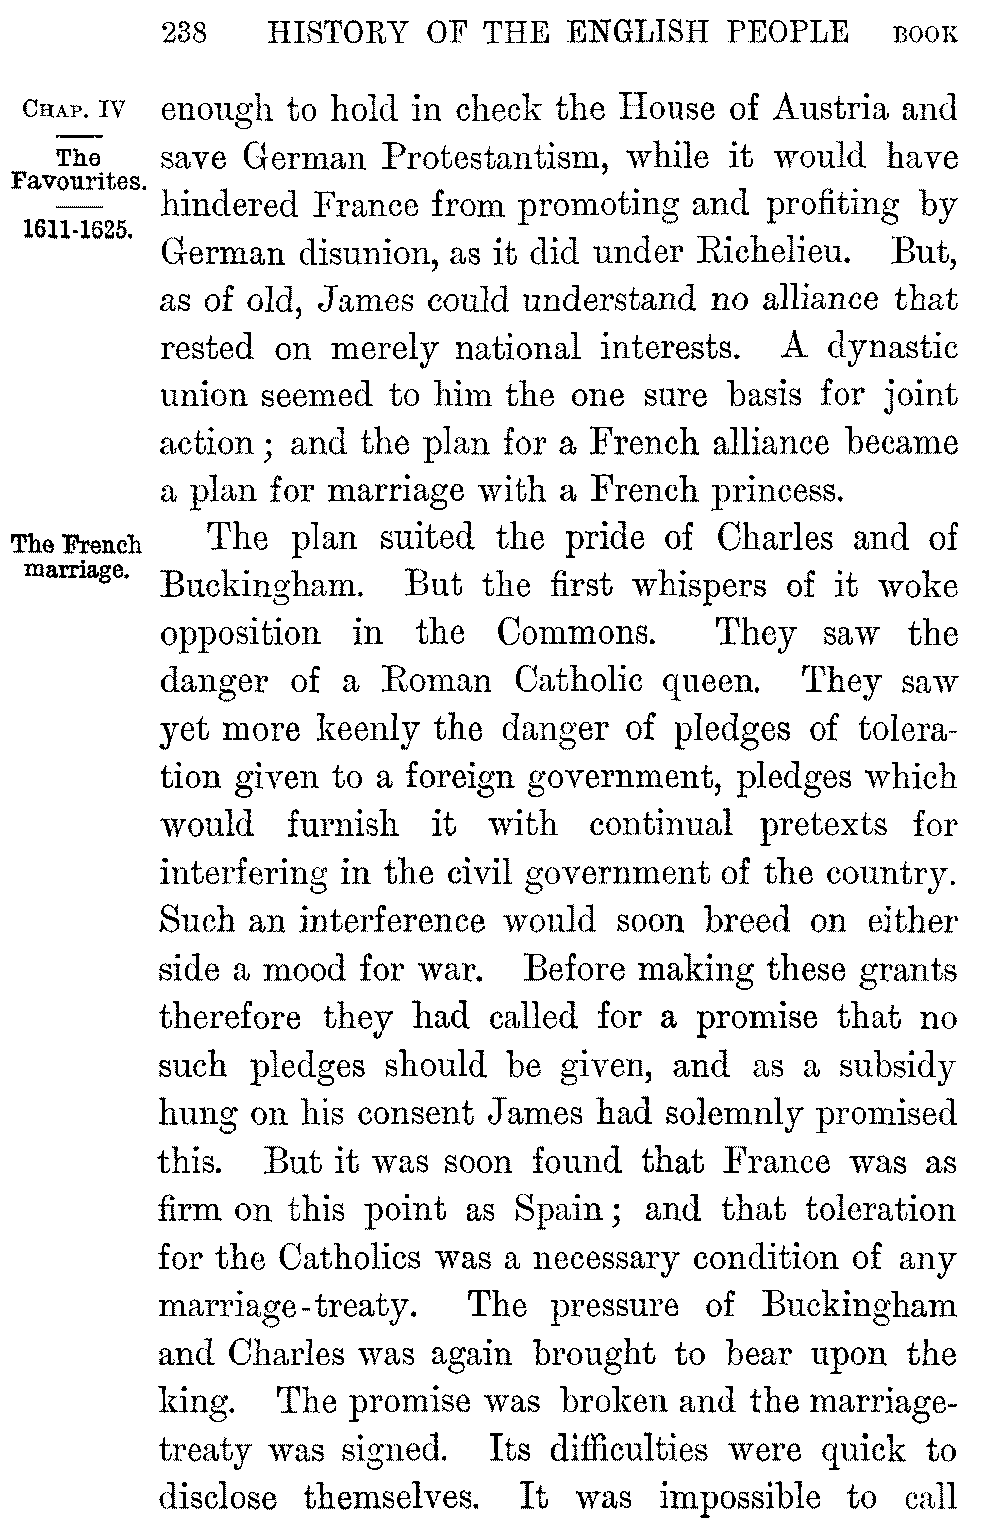 238 HISTORY OF THE ENGLISH PEOPLE BOOK
CHAP. IV
The
Favourites.
1611-1625.
enough to hold in check the House of Austria and
save German Protestantism, while it would have
hindered France from promoting and profiting by
German disunion, as it did under Richelieu. But,
as of old, James could understand no alliance that
rested on merely national interests. A dynastic
union seemed to him the one sure basis for joint
action; and the plan for a French alliance became
a plan for marriage with a French princess.
The French
marriage.
The plan suited the pride of Charles and of
Buckingham. But the first whispers of it woke
opposition in the Commons. They saw the
danger of a Roman Catholic queen. They saw
yet more keenly the danger of pledges of tolera-
tion given to a foreign government, pledges which
would furnish it with continual pretexts for
interfering in the civil government of the country.
Such an interference would soon breed on either
side a mood for war. Before making these grants
therefore they had called for a promise that no
such pledges should be given, and as a subsidy
hung on his consent James had solemnly promised
this. But it was soon found that France was as
firm on this point as Spain; and that toleration
for the Catholics was a necessary condition of any
marriage-treaty. The pressure of Buckingham
and Charles was again brought to bear upon the
king. The promise was broken and the marriage-
treaty was signed. Its difficulties were quick to
disclose themselves. It was impossible to call